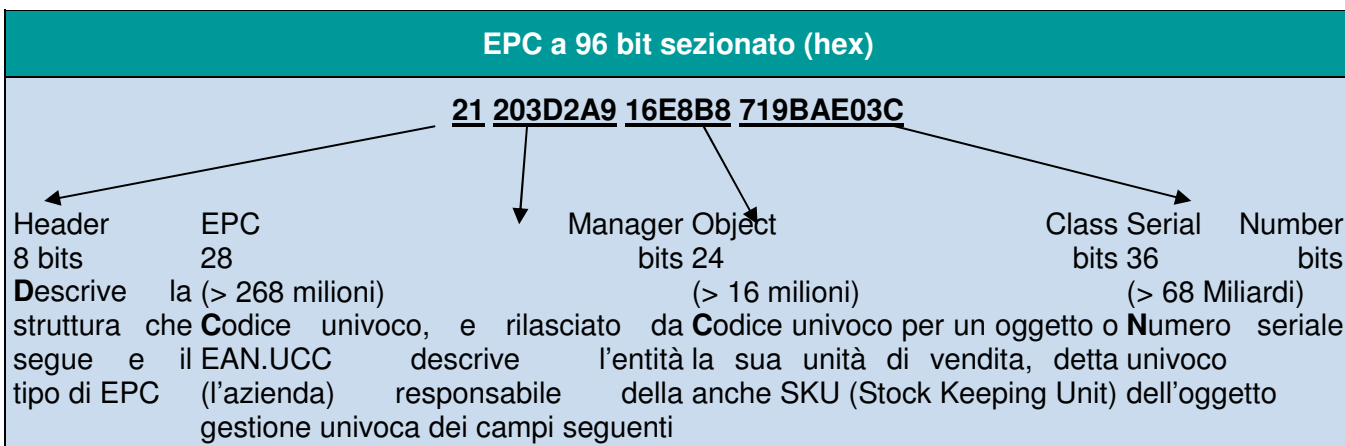 EPC a 96 bit sezionato (hex)
21 203D2A9 16E8B8 719BAE03C
Header
8 bits
Descrive la
struttura che
segue e il
tipo di EPC
EPC Manager
28 bits
(> 268 milioni)
Codice univoco, e rilasciato da
EAN.UCC descrive l'entità
(l'azienda) responsabile della
gestione univoca dei campi seguenti
Object Class
24 bits
(> 16 milioni)
Codice univoco per un oggetto o
la sua unità di vendita, detta
anche SKU (Stock Keeping Unit)
Serial Number
36 bits
(> 68 Miliardi)
Numero seriale
univoco
dell'oggetto